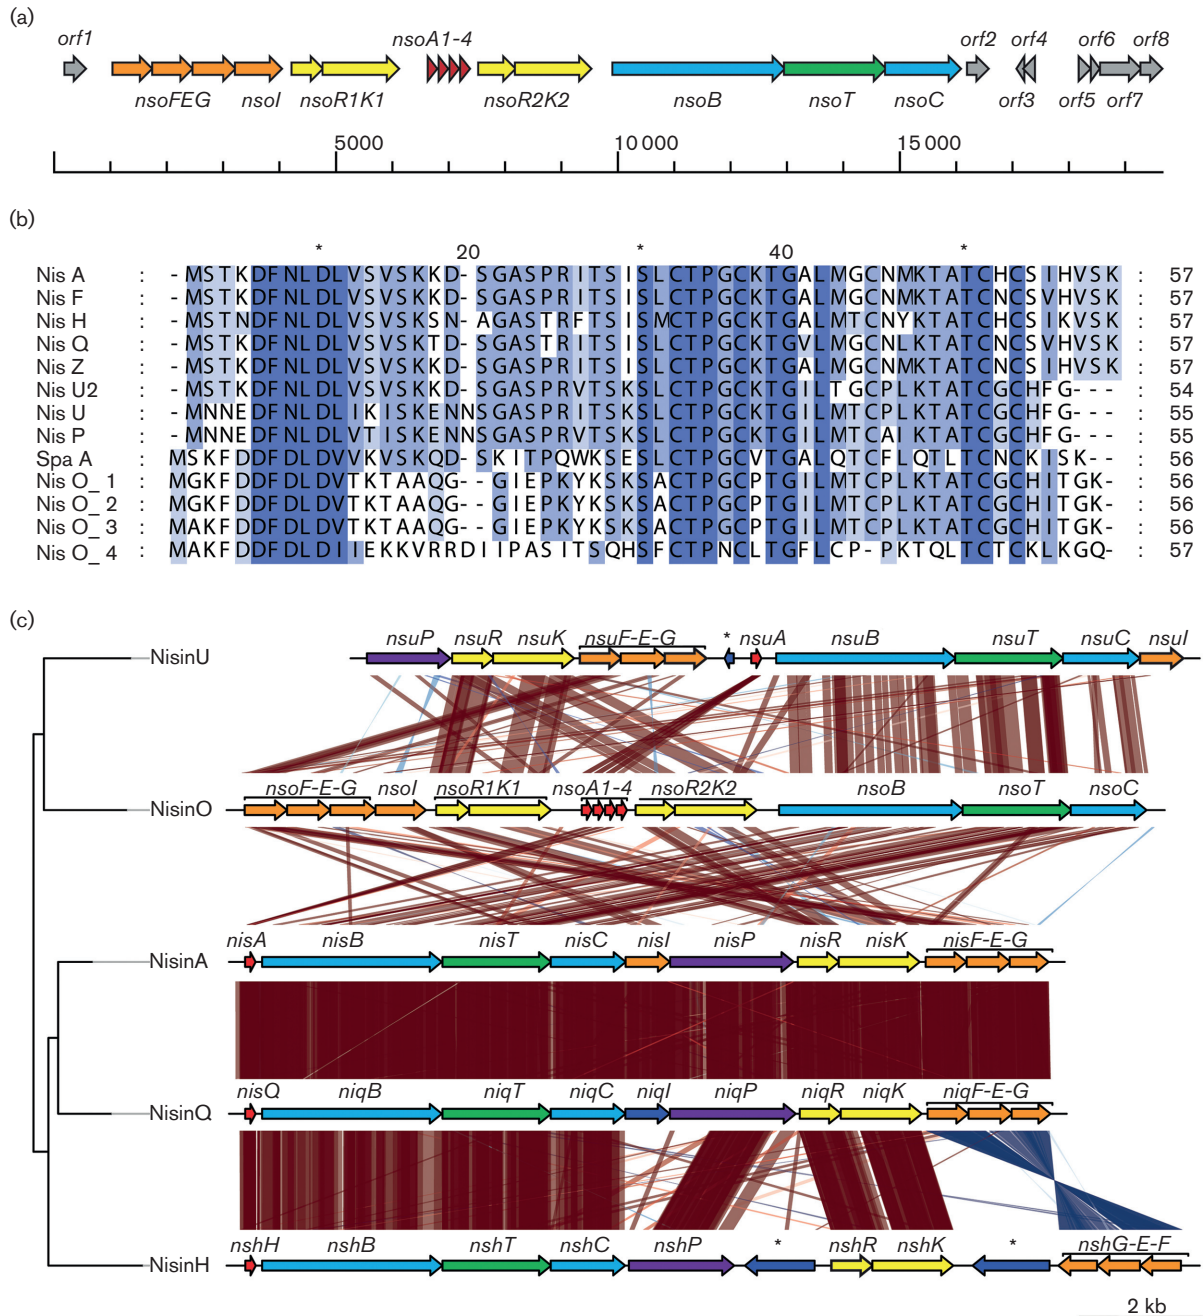 (a)
orf1 nsoA1-4 orf2 orf4 orf6 orf8
nsoFEG nsoI nsoR1K1 nsoR2K2 nsoB nsoT nsoC orf3 orf5 orf7
5000 10 000 15 000
(b)
* 20 * 40 *
Nis A : -MSTKDFNLDLVSVSKKD-SGASPRITSISLCTPGCKTGALMGCNMKTATCHCSIHVSK : 57
Nis F : -MSTKDFNLDLVSVSKKD-SGASPRITSISLCTPGCKTGALMGCNMKTATCNCSVHVSK : 57
Nis H : -MSTNDFNLDLVSVSKSN-AGASTRFTSISMCTPGCKTGALMTCNYKTATCHCSIKVSK : 57
Nis Q : -MSTKDFNLDLVSVSKTD-SGASTRITSISLCTPGCKTGVLMGCNLKTATCNCSVHVSK : 57
Nis Z : -MSTKDFNLDLVSVSKKD-SGASPRITSISLCTPGCKTGALMGCNMKTATCNCSIHVSK : 57
Nis U2 : -MSTKDFNLDLVSVSKKD-SGASPRVTSKSLCTPGCKTGILTGCPLKTATCGCHFG--- : 54
Nis U : -MNNEDFNLDLIKISKENNSGASPRVTSKSLCTPGCKTGILMTCPLKTATCGCHFG--- : 55
Nis P : -MNNEDFNLDLVTISKENNSGASPRVTSKSLCTPGCKTGILMTCAIKTATCGCHFG--- : 55
Spa A : MSKFDDFDLDVVKVSKQD-SKITPQWKSESLCTPGCVTGALQTCFLQTLTCNCKISK-- : 56
Nis O_1 : MGKFDDFDLDVTKTAAQG--GIEPKYKSKSACTPGCPTGILMTCPLKTATCGCHITGK- : 56
Nis O_2 : MGKFDDFDLDVTKTAAQG--GIEPKYKSKSACTPGCPTGILMTCPLKTATCGCHITGK- : 56
Nis O_3 : MAKFDDFDLDVTKTAAQG--GIEPKYKSKSACTPGCPTGILMTCPLKTATCGCHITGK- : 56
Nis O_4 : MAKFDDFDLDIIEKKVRRDIIPASITSQHSFCTPNCLTGFLCP-PKTQLTCTCKLKGQ- : 57
(c)
nsuP nsuR nsuK nsuF-E-G * nsuA nsuB nsuT nsuC nsuI
NisinU
nsoF-E-G nsoI nsoR1K1 nsoA1-4 nsoR2K2 nsoB nsoT nsoC
NisinO
nisA nisB nisT nisC nisI nisP nisR nisK nisF-E-G
NisinA
nisQ niqB niqT niqC niqI niqP niqR niqK niqF-E-G
NisinQ
nshH nshB nshT nshC nshP * nshR nshK * nshG-E-F
NisinH
2 kb